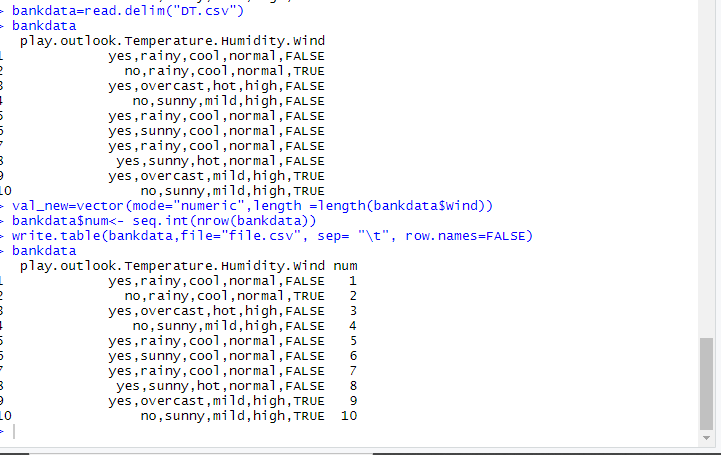 > bankdata=read.delim("DT.csv")
> bankdata
play.outlook.Temperature.Humidity.Wind
1 yes,rainy,cool,normal,FALSE
2 no,rainy,cool,normal,TRUE
3 yes,overcast,hot,high,FALSE
4 no,sunny,mild,high,FALSE
5 yes,rainy,cool,normal,FALSE
6 yes,sunny,cool,normal,FALSE
7 yes,rainy,cool,normal,FALSE
8 yes,sunny,hot,normal,FALSE
9 yes,overcast,mild,high,TRUE
10 no,sunny,mild,high,TRUE
> val_new=vector(mode="numeric",length =length(bankdata$Wind))
> bankdata$num<- seq.int(nrow(bankdata))
> write.table(bankdata,file="file.csv", sep= "\t", row.names=FALSE)
> bankdata
play.outlook.Temperature.Humidity.Wind num
1 yes,rainy,cool,normal,FALSE 1
2 no,rainy,cool,normal,TRUE 2
3 yes,overcast,hot,high,FALSE 3
4 no,sunny,mild,high,FALSE 4
5 yes,rainy,cool,normal,FALSE 5
6 yes,sunny,cool,normal,FALSE 6
7 yes,rainy,cool,normal,FALSE 7
8 yes,sunny,hot,normal,FALSE 8
9 yes,overcast,mild,high,TRUE 9
10 no,sunny,mild,high,TRUE 10
>